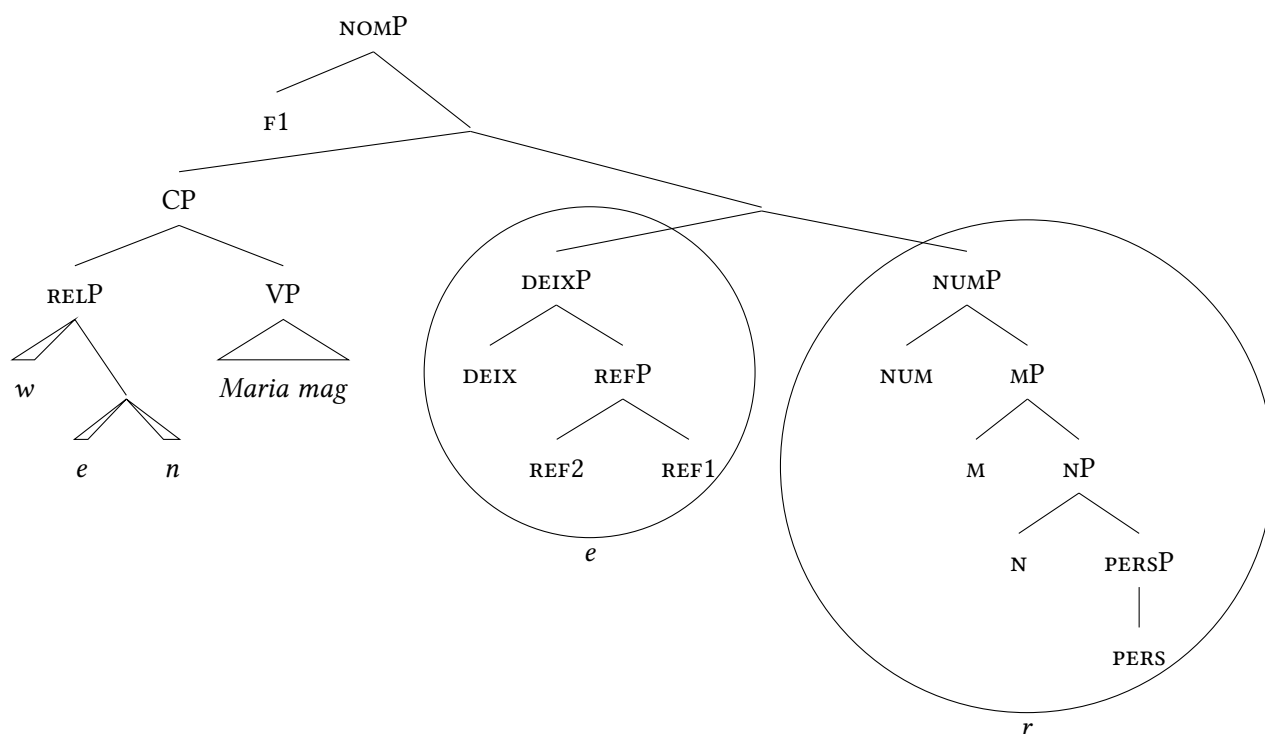 NOMP
F1
CP
RELP VP DEIXP NUMP
w Maria mag DEIX REFP NUM MP
e n REF2 REF1 M NP
e N PERSP
PERS
r